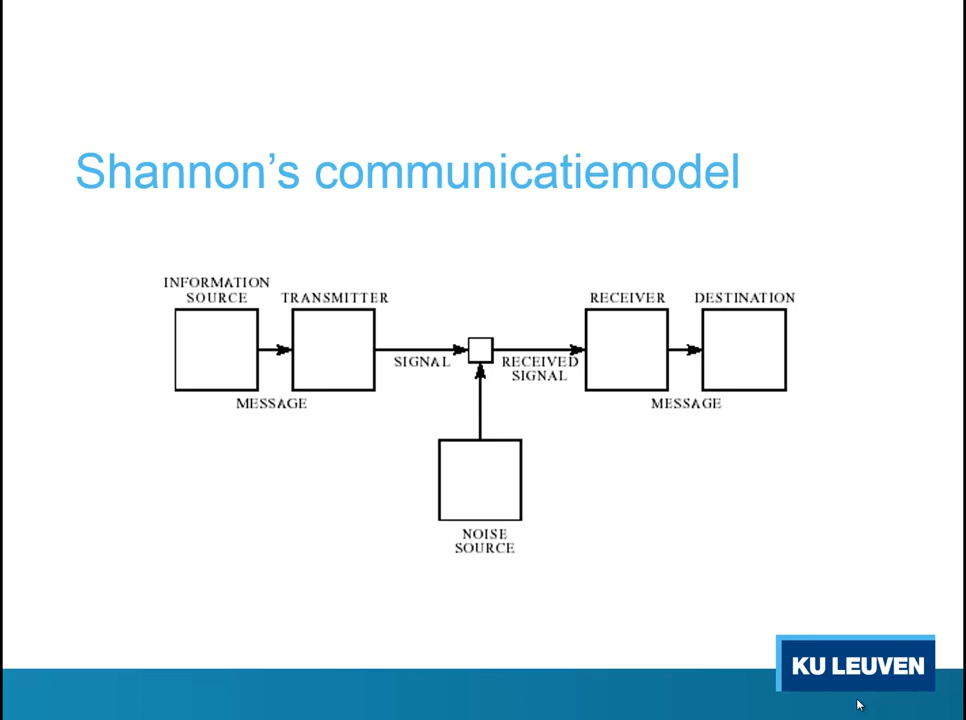 Shannon's communicatiemodel
INFORMATION
SOURCE
TRANSMITTER
RECEIVER
DESTINATION
SIGNAL
RECEIVED
SIGNAL
MESSAGE
MESSAGE
NOISE
SOURCE
KU LEUVEN